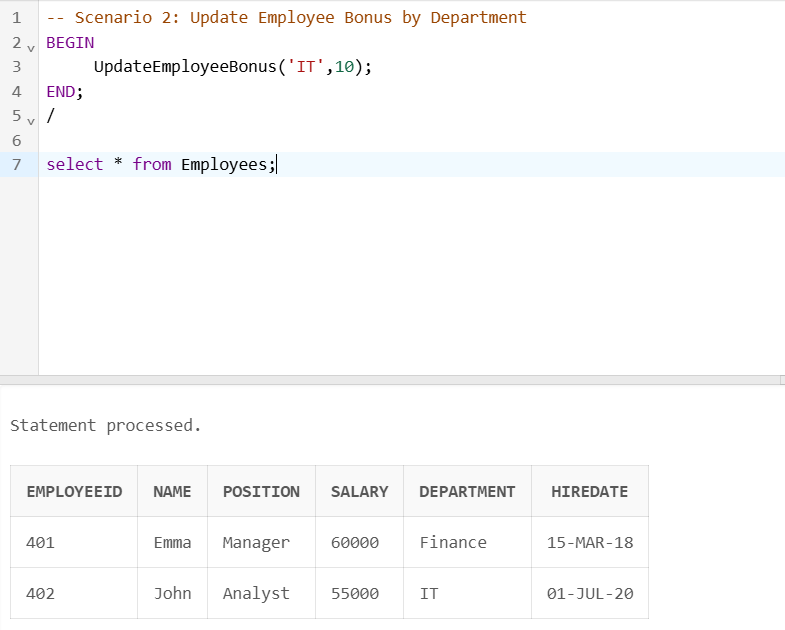 1 -- Scenario 2: Update Employee Bonus by Department
2 BEGIN
3 UpdateEmployeeBonus('IT',10);
4 END;
5 /
6
7 select * from Employees;
Statement processed.
EMPLOYEEID NAME POSITION SALARY DEPARTMENT HIREDATE
401 Emma Manager 60000 Finance 15-MAR-18
402 John Analyst 55000 IT 01-JUL-20